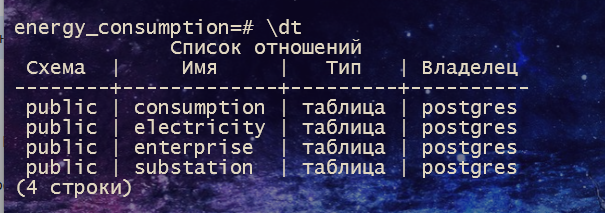 energy_consumption=# \dt
Список отношений
Схема | Имя | Тип | Владелец
--------+-------------+---------+----------
public | consumption | таблица | postgres
public | electricity | таблица | postgres
public | enterprise | таблица | postgres
public | substation | таблица | postgres
(4 строки)